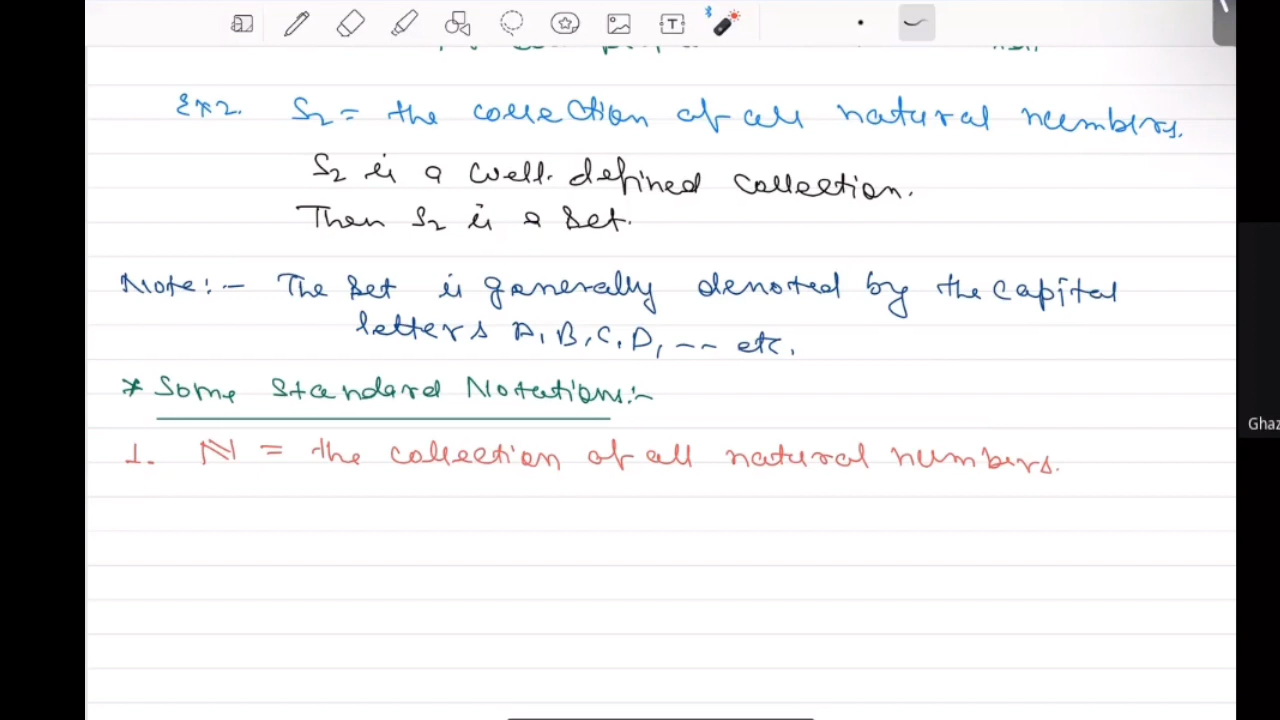 Ex2. S2 = the collection of all natural numbers.
S2 is a well-defined collection.
Then S2 is a set.
Note:- The set is generally denoted by the capital
letters A, B, C, D, -- etc.
* Some Standard Notations:-
1. ℕ = the collection of all natural numbers.
Ghaz